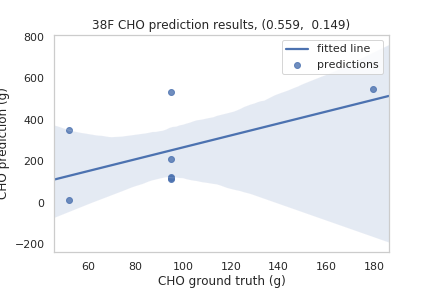 38F CHO prediction results, (0.559,  0.149)
fitted line
predictions
CHO prediction (g)
800
600
400
200
0
−200
60
80
100
120
140
160
180
CHO ground truth (g)